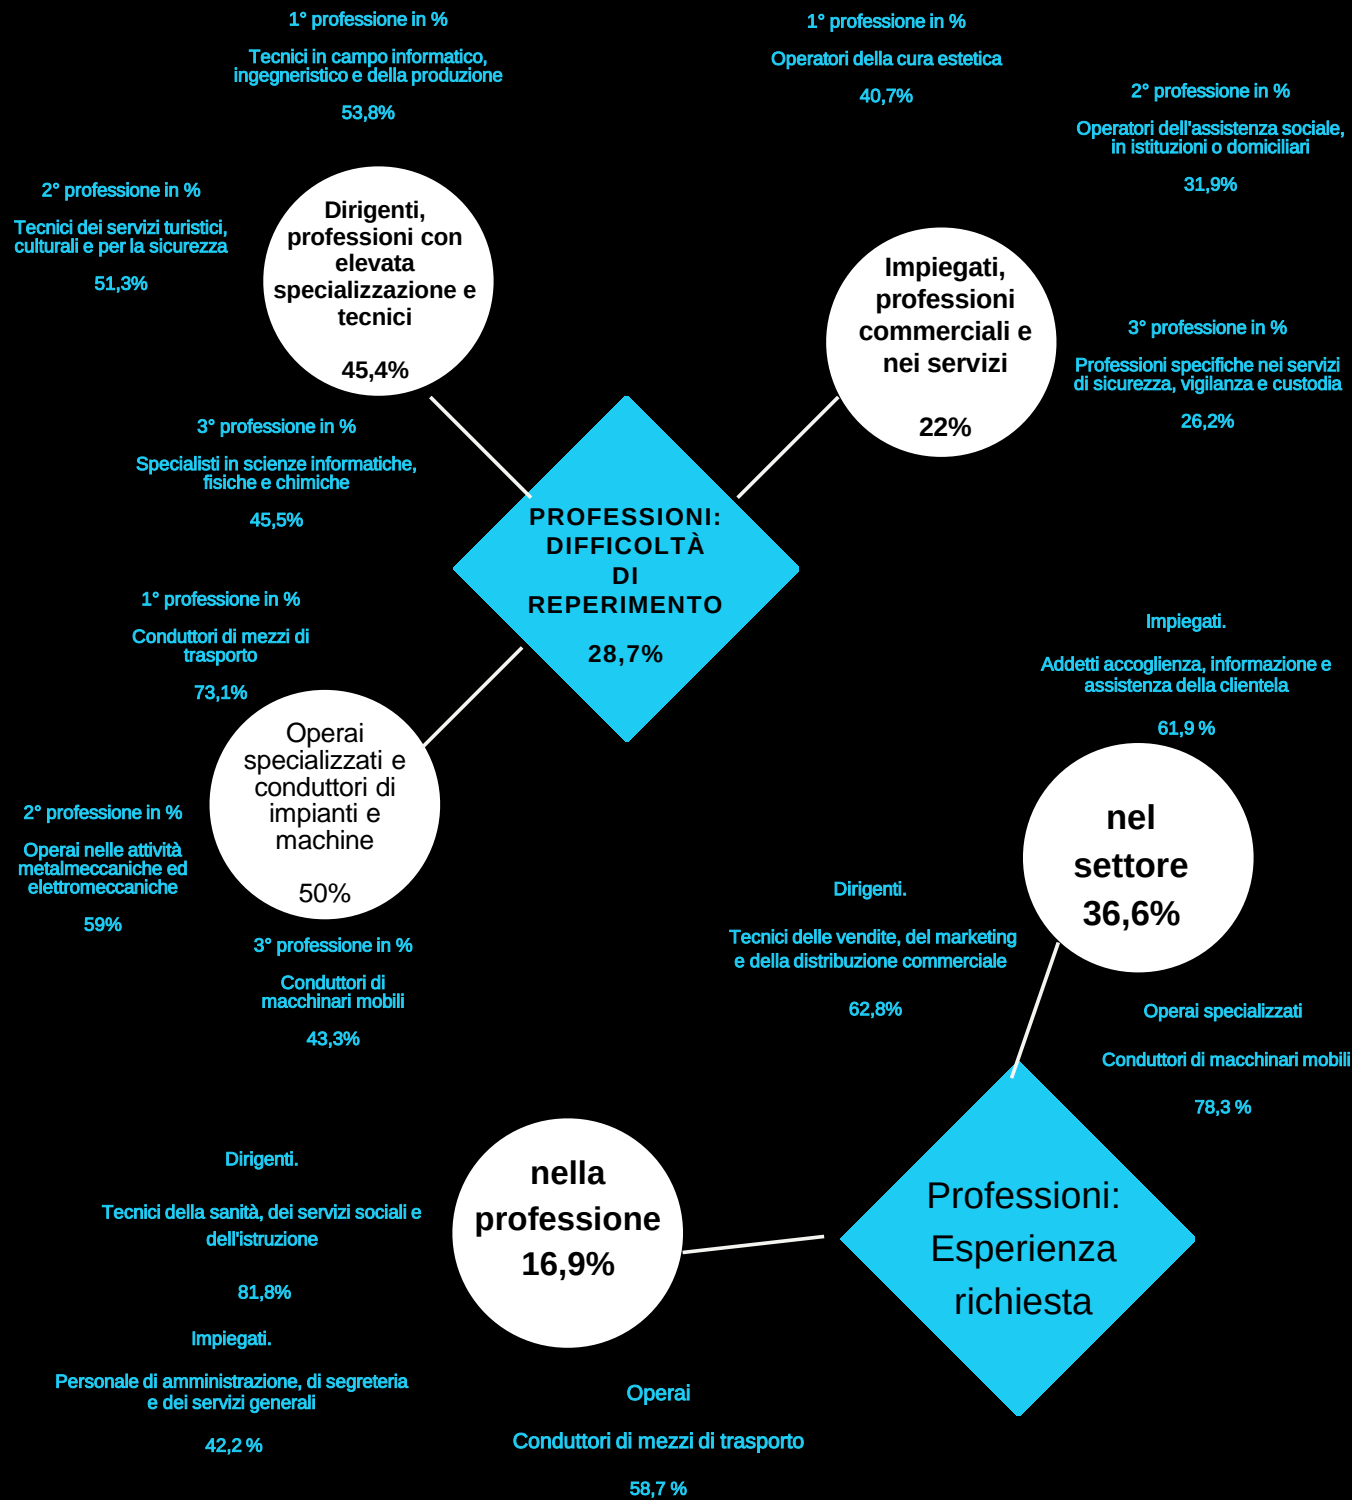 1° professione in %
Tecnici in campo informatico,
ingegneristico e della produzione
53,8%
1° professione in %
Operatori della cura estetica
40,7%
2° professione in %
Operatori dell'assistenza sociale,
in istituzioni o domiciliari
31,9%
2° professione in %
Tecnici dei servizi turistici,
culturali e per la sicurezza
51,3%
Dirigenti,
professioni con
elevata
specializzazione e
tecnici
45,4%
Impiegati,
professioni
commerciali e
nei servizi
22%
3° professione in %
Professioni specifiche nei servizi
di sicurezza, vigilanza e custodia
26,2%
3° professione in %
Specialisti in scienze informatiche,
fisiche e chimiche
45,5%
PROFESSIONI:
DIFFICOLTÀ
DI
REPERIMENTO
28,7%
1° professione in %
Conduttori di mezzi di
trasporto
73,1%
Operai
specializzati e
conduttori di
impianti e
machine
50%
2° professione in %
Operai nelle attività
metalmeccaniche ed
elettromeccaniche
59%
3° professione in %
Conduttori di
macchinari mobili
43,3%
Impiegati.
Addetti accoglienza, informazione e
assistenza della clientela
61,9 %
nel
settore
36,6%
Dirigenti.
Tecnici delle vendite, del marketing
e della distribuzione commerciale
62,8%
Operai specializzati
Conduttori di macchinari mobili
78,3 %
Professioni:
Esperienza
richiesta
nella
professione
16,9%
Dirigenti.
Tecnici della sanità, dei servizi sociali e
dell'istruzione
81,8%
Impiegati.
Personale di amministrazione, di segreteria
e dei servizi generali
42,2 %
Operai
Conduttori di mezzi di trasporto
58,7 %